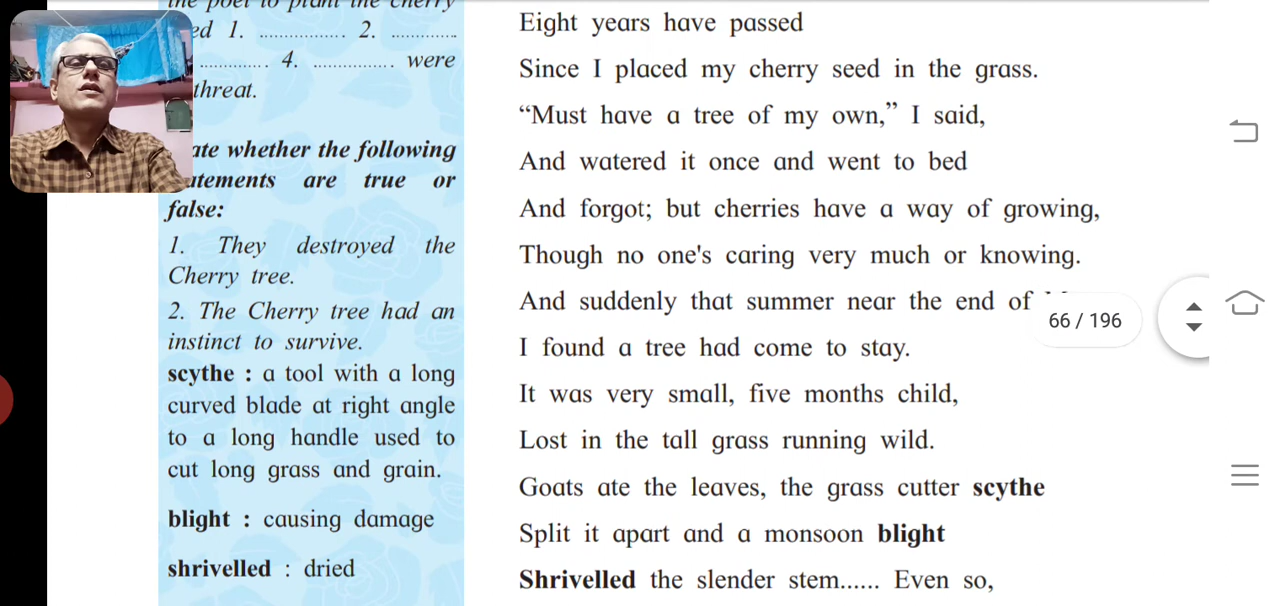 the poet to plant the cherry
ed 1. ................ 2. .............
............. 4. ............... were
threat.
ate whether the following
atements are true or
false:
1. They destroyed the
Cherry tree.
2. The Cherry tree had an
instinct to survive.
scythe : a tool with a long
curved blade at right angle
to a long handle used to
cut long grass and grain.
blight : causing damage
shrivelled : dried
Eight years have passed
Since I placed my cherry seed in the grass.
“Must have a tree of my own,” I said,
And watered it once and went to bed
And forgot; but cherries have a way of growing,
Though no one's caring very much or knowing.
And suddenly that summer near the end of
I found a tree had come to stay.
It was very small, five months child,
Lost in the tall grass running wild.
Goats ate the leaves, the grass cutter scythe
Split it apart and a monsoon blight
Shrivelled the slender stem...... Even so,
66 / 196